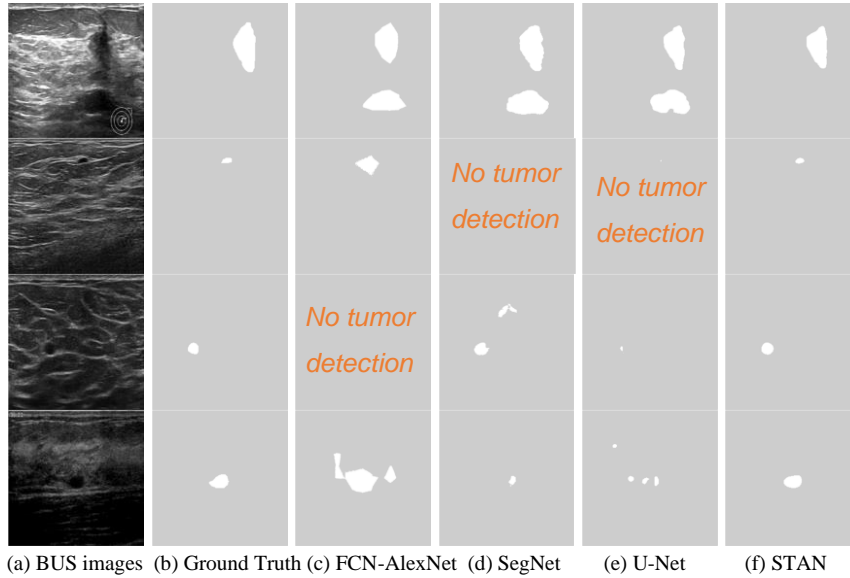 No tumor
detection
No tumor
detection
No tumor
detection
(a) BUS images (b) Ground Truth (c) FCN-AlexNet (d) SegNet (e) U-Net (f) STAN